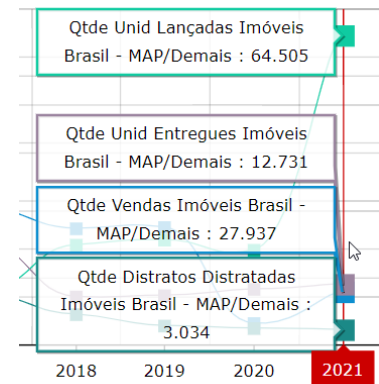 Qtde Unid Lançadas Imóveis
Brasil - MAP/Demais : 64.505
Qtde Unid Entregues Imóveis
Brasil - MAP/Demais : 12.731
Qtde Vendas Imóveis Brasil -
MAP/Demais : 27.937
Qtde Distratos Distratadas
Imóveis Brasil - MAP/Demais :
3.034
2018 2019 2020 2021